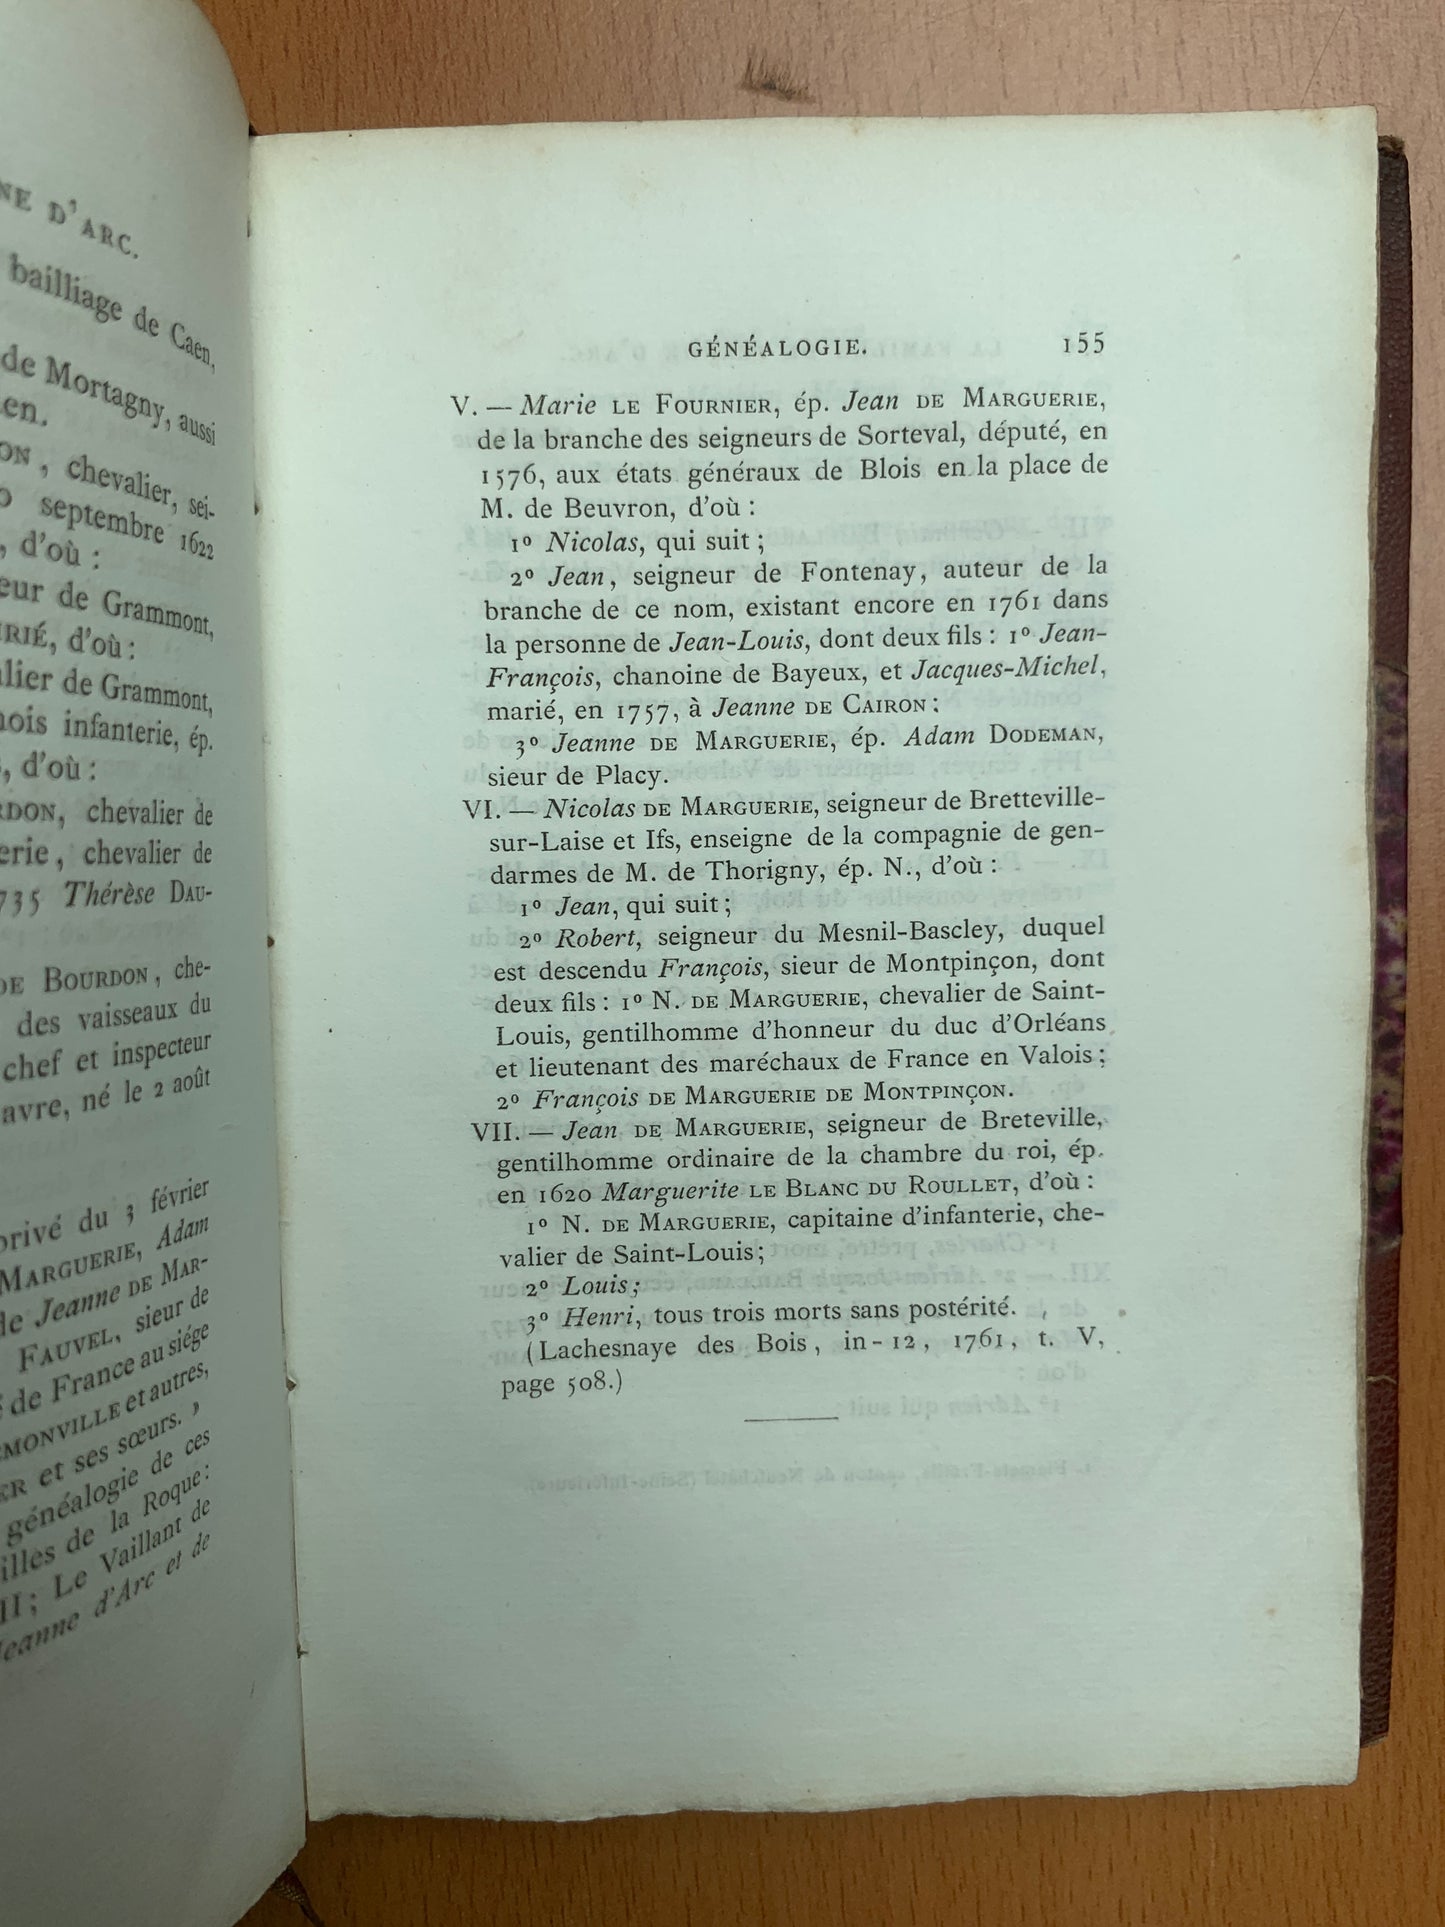 NE D'ARC.
bailliage de Caen,
de Mortagny, aussi
en.
ON, chevalier, sei-
septembre 1622
, d'où :
eur de Grammont,
RIÉ, d'où :
alier de Grammont,
nois infanterie, ép.
, d'où :
RDON, chevalier de
erie, chevalier de
735 Thérèse DAU-
DE BOURDON, che-
des vaisseaux du
chef et inspecteur
avre, né le 2 août
privé du 3 février
MARGUERIE, Adam
de Jeanne DE MAR-
FAUVEL, sieur de
de France au siége
MONVILLE et autres,
ER et ses sœurs. »
généalogie de ces
illes de la Roque :
II; Le Vaillant de
Jeanne d'Arc et de
GÉNÉALOGIE. 155
V. — Marie LE FOURNIER, ép. Jean DE MARGUERIE,
de la branche des seigneurs de Sorteval, député, en
1576, aux états généraux de Blois en la place de
M. de Beuvron, d'où :
1º Nicolas, qui suit ;
2º Jean, seigneur de Fontenay, auteur de la
branche de ce nom, existant encore en 1761 dans
la personne de Jean-Louis, dont deux fils : 1º Jean-
François, chanoine de Bayeux, et Jacques-Michel,
marié, en 1757, à Jeanne DE CAIRON ;
3º Jeanne DE MARGUERIE, ép. Adam DODEMAN,
sieur de Placy.
VI. — Nicolas DE MARGUERIE, seigneur de Bretteville-
sur-Laise et Ifs, enseigne de la compagnie de gen-
darmes de M. de Thorigny, ép. N., d'où :
1º Jean, qui suit ;
2º Robert, seigneur du Mesnil-Bascley, duquel
est descendu François, sieur de Montpinçon, dont
deux fils : 1º N. DE MARGUERIE, chevalier de Saint-
Louis, gentilhomme d'honneur du duc d'Orléans
et lieutenant des maréchaux de France en Valois ;
2º François DE MARGUERIE DE MONTPINÇON.
VII. — Jean DE MARGUERIE, seigneur de Breteville,
gentilhomme ordinaire de la chambre du roi, ép.
en 1620 Marguerite LE BLANC DU ROULLET, d'où :
1º N. DE MARGUERIE, capitaine d'infanterie, che-
valier de Saint-Louis ;
2º Louis ;
3º Henri, tous trois morts sans postérité.
(Lachesnaye des Bois, in-12, 1761, t. V,
page 508.)